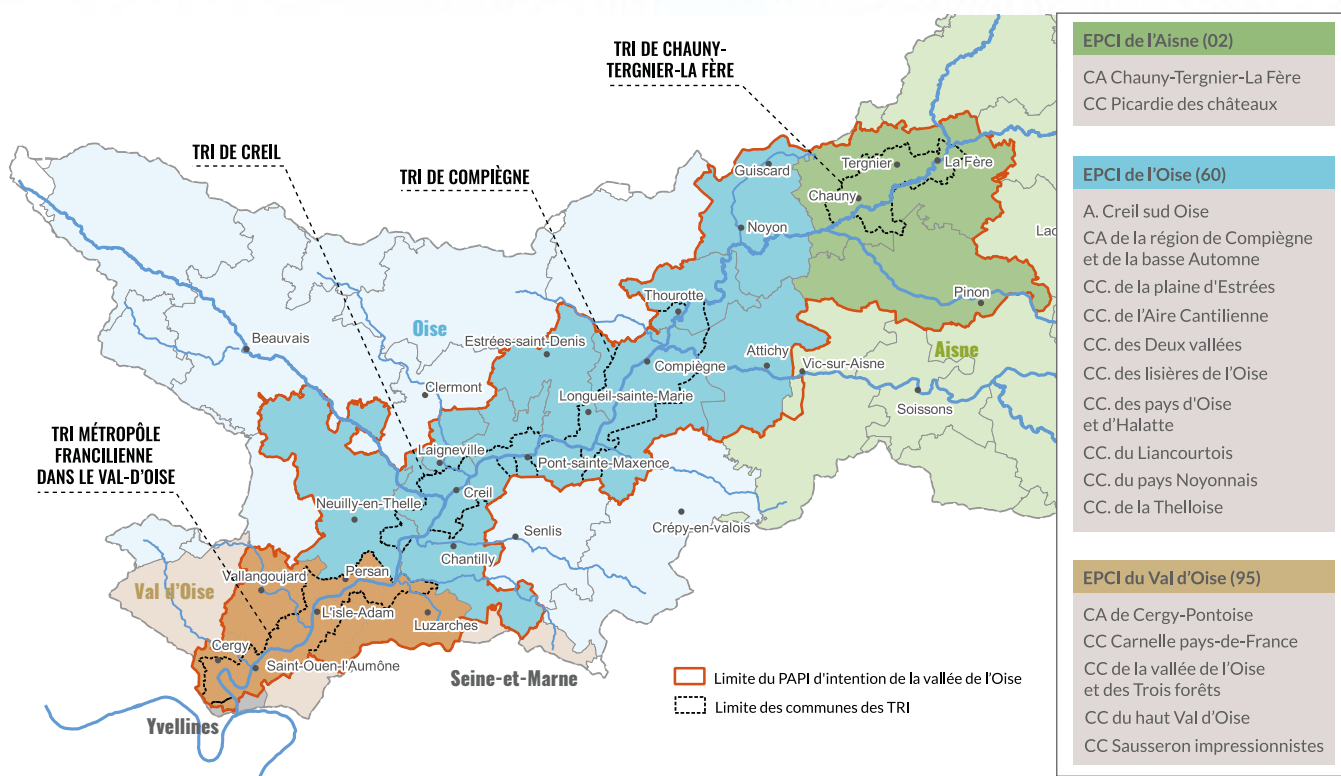 TRI DE CHAUNY-
TERGNIER-LA FÈRE
TRI DE CREIL
TRI DE COMPIÈGNE
TRI MÉTROPÔLE
FRANCILIENNE
DANS LE VAL-D'OISE
Guiscard
Tergnier
La Fère
Chauny
Noyon
Pinon
Thourotte
Oise
Beauvais
Estrées-saint-Denis
Compiègne
Attichy
Vic-sur-Aisne
Aisne
Clermont
Longueil-sainte-Marie
Soissons
Laigneville
Pont-sainte-Maxence
Creil
Neuilly-en-Thelle
Senlis
Crépy-en-valois
Chantilly
Persan
Vallangoujard
Val d'Oise
L'isle-Adam
Luzarches
Cergy
Saint-Ouen-l'Aumône
Seine-et-Marne
Yvellines
Limite du PAPI d'intention de la vallée de l'Oise
Limite des communes des TRI
EPCI de l'Aisne (02)
CA Chauny-Tergnier-La Fère
CC Picardie des châteaux
EPCI de l'Oise (60)
A. Creil sud Oise
CA de la région de Compiègne
et de la basse Automne
CC. de la plaine d'Estrées
CC. de l'Aire Cantilienne
CC. des Deux vallées
CC. des lisières de l'Oise
CC. des pays d'Oise
et d'Halatte
CC. du Liancourtois
CC. du pays Noyonnais
CC. de la Thelloise
EPCI du Val d'Oise (95)
CA de Cergy-Pontoise
CC Carnelle pays-de-France
CC de la vallée de l'Oise
et des Trois forêts
CC du haut Val d'Oise
CC Sausseron impressionnistes